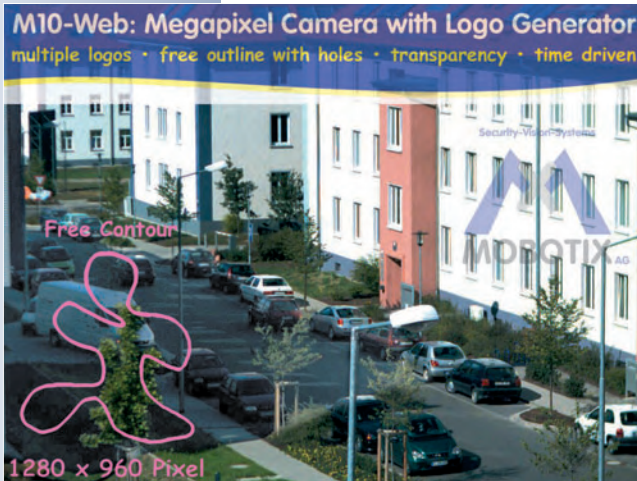 M10-Web: Megapixel Camera with Logo Generator
multiple logos · free outline with holes · transparency · time driven
Security-Vision-Systems
MOBOTIX AG
Free Contour
1280 x 960 Pixel